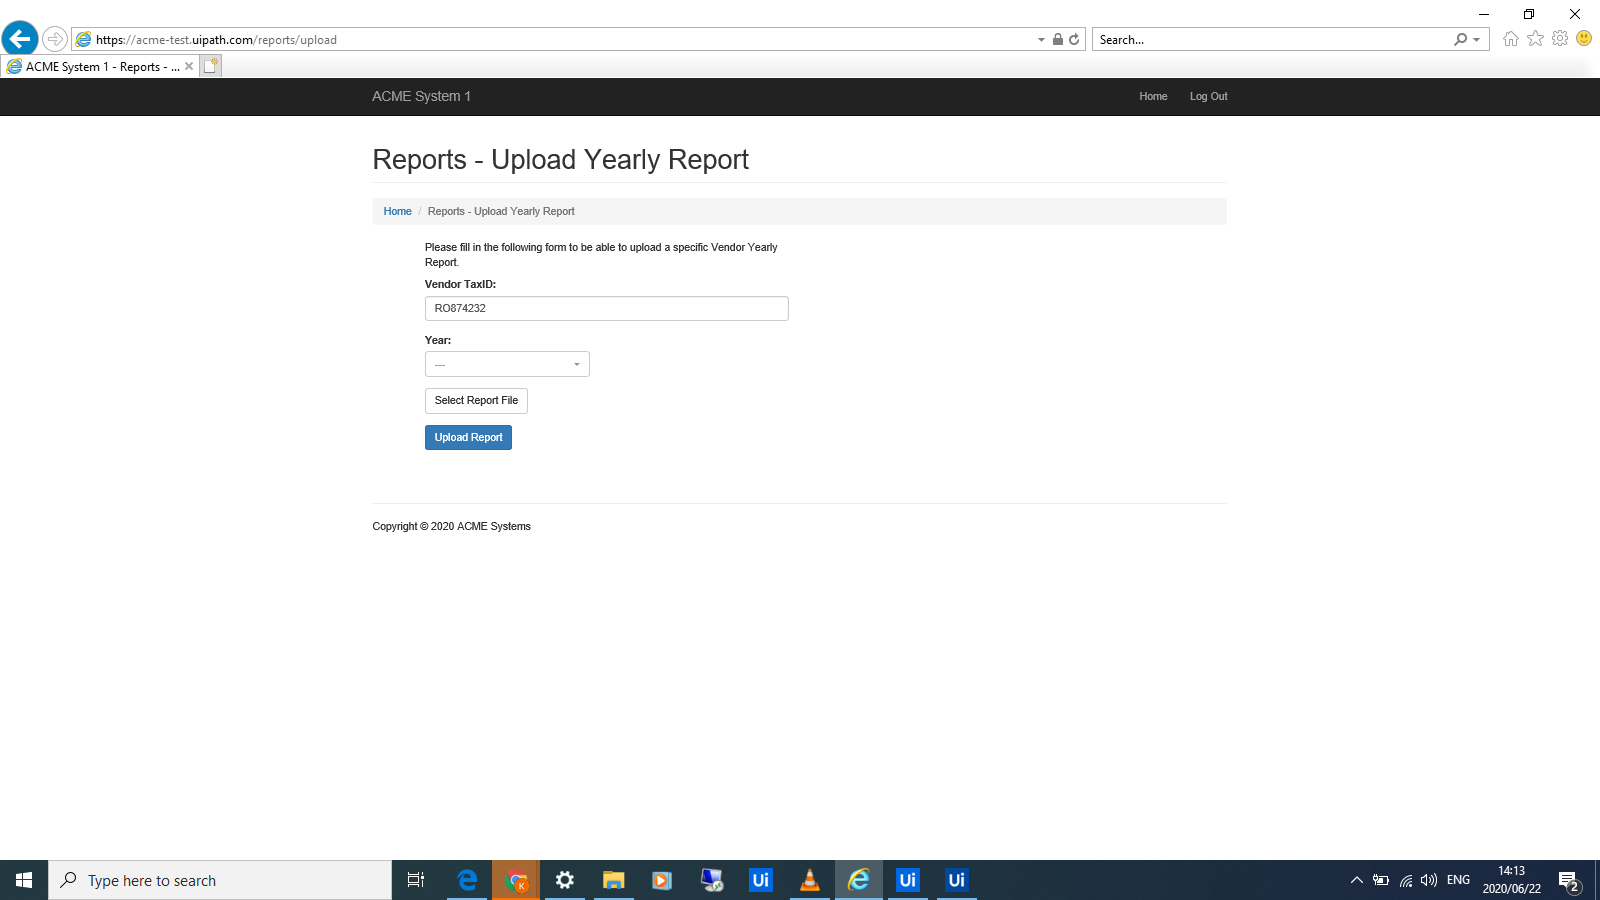 https://acme-test.uipath.com/reports/upload
Search...
ACME System 1 - Reports - ...
ACME System 1
Home
Log Out
Reports - Upload Yearly Report
Home / Reports - Upload Yearly Report
Please fill in the following form to be able to upload a specific Vendor Yearly
Report.
Vendor TaxID:
RO874232
Year:
---
Select Report File
Upload Report
Copyright © 2020 ACME Systems
Type here to search
K
Ui
Ui
Ui
ENG
14:13
2020/06/22
2